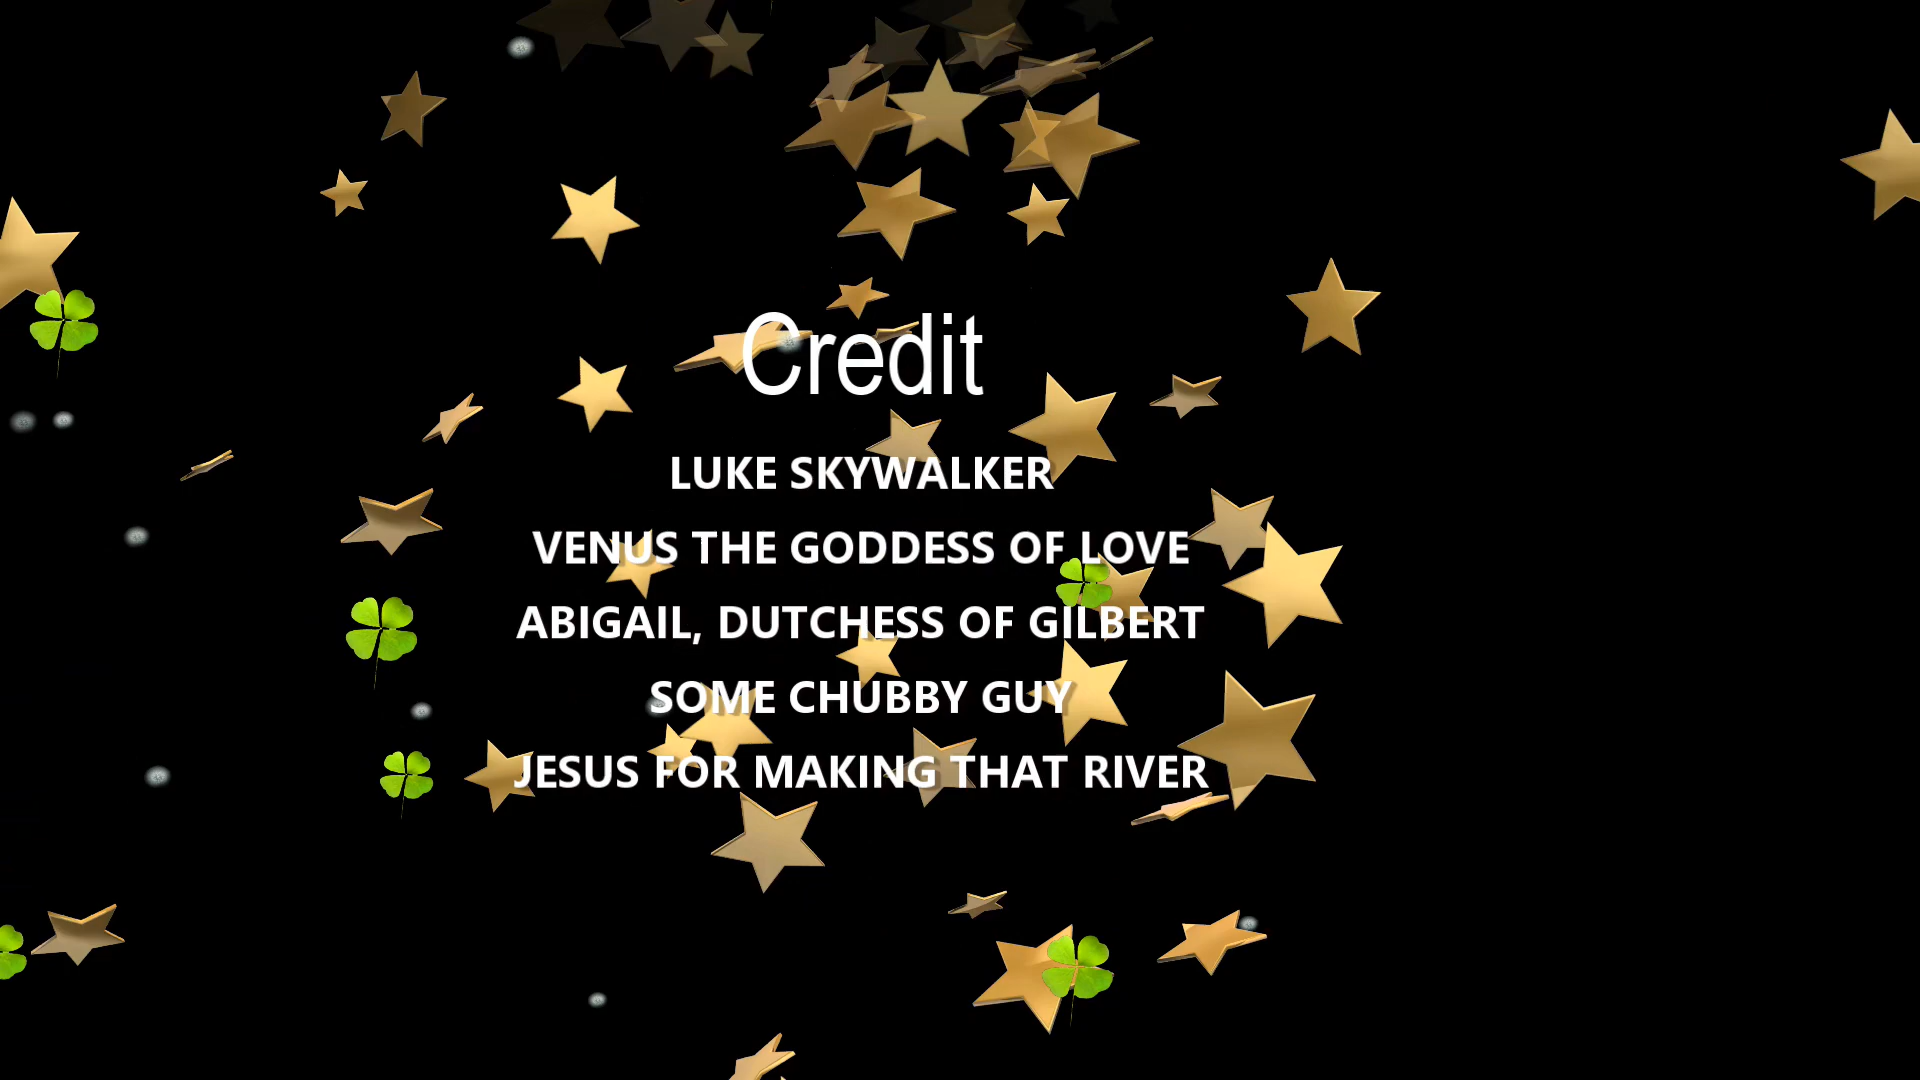 Credit
LUKE SKYWALKER
VENUS THE GODDESS OF LOVE
ABIGAIL, DUTCHESS OF GILBERT
SOME CHUBBY GUY
JESUS FOR MAKING THAT RIVER